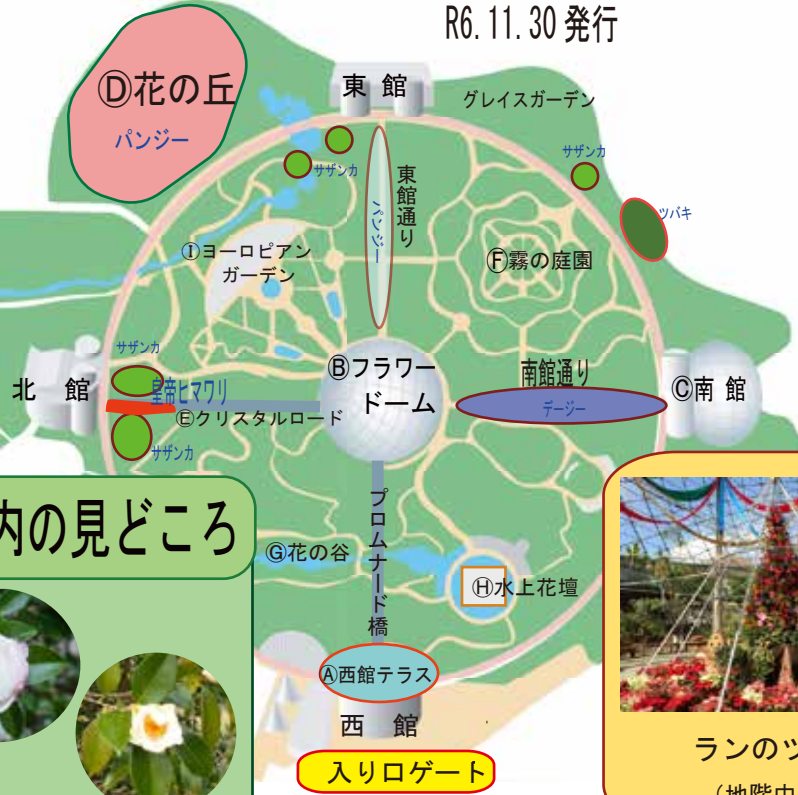 R6.11.30 発行
Ⓓ花の丘
パンジー
東 館
グレイスガーデン
サザンカ
サザンカ
東館通り
パンジー
ツバキ
Ⓘヨーロピアン
ガーデン
Ⓕ霧の庭園
サザンカ
北 館
皇帝ヒマワリ
Ⓔクリスタルロード
サザンカ
Ⓑフラワー
ドーム
南館通り
デージー
Ⓒ南 館
内の見どころ
Ⓖ花の谷
プロムナード橋
Ⓗ水上花壇
Ⓐ西館テラス
西 館
入り口ゲート
ランのツ
(地階中